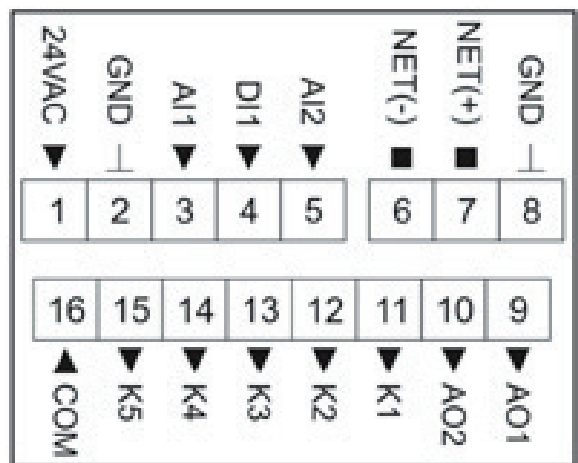 24VAC GND AI1 DI1 AI2 NET(-) NET(+) GND
1 2 3 4 5 6 7 8
16 15 14 13 12 11 10 9
COM K5 K4 K3 K2 K1 AO2 AO1